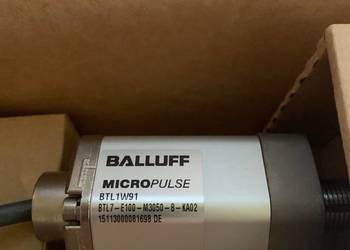 BALLUFF
MICROPULSE
BTL1W91
BTL7-E100-M3050-B-KA02
15113000081698 DE